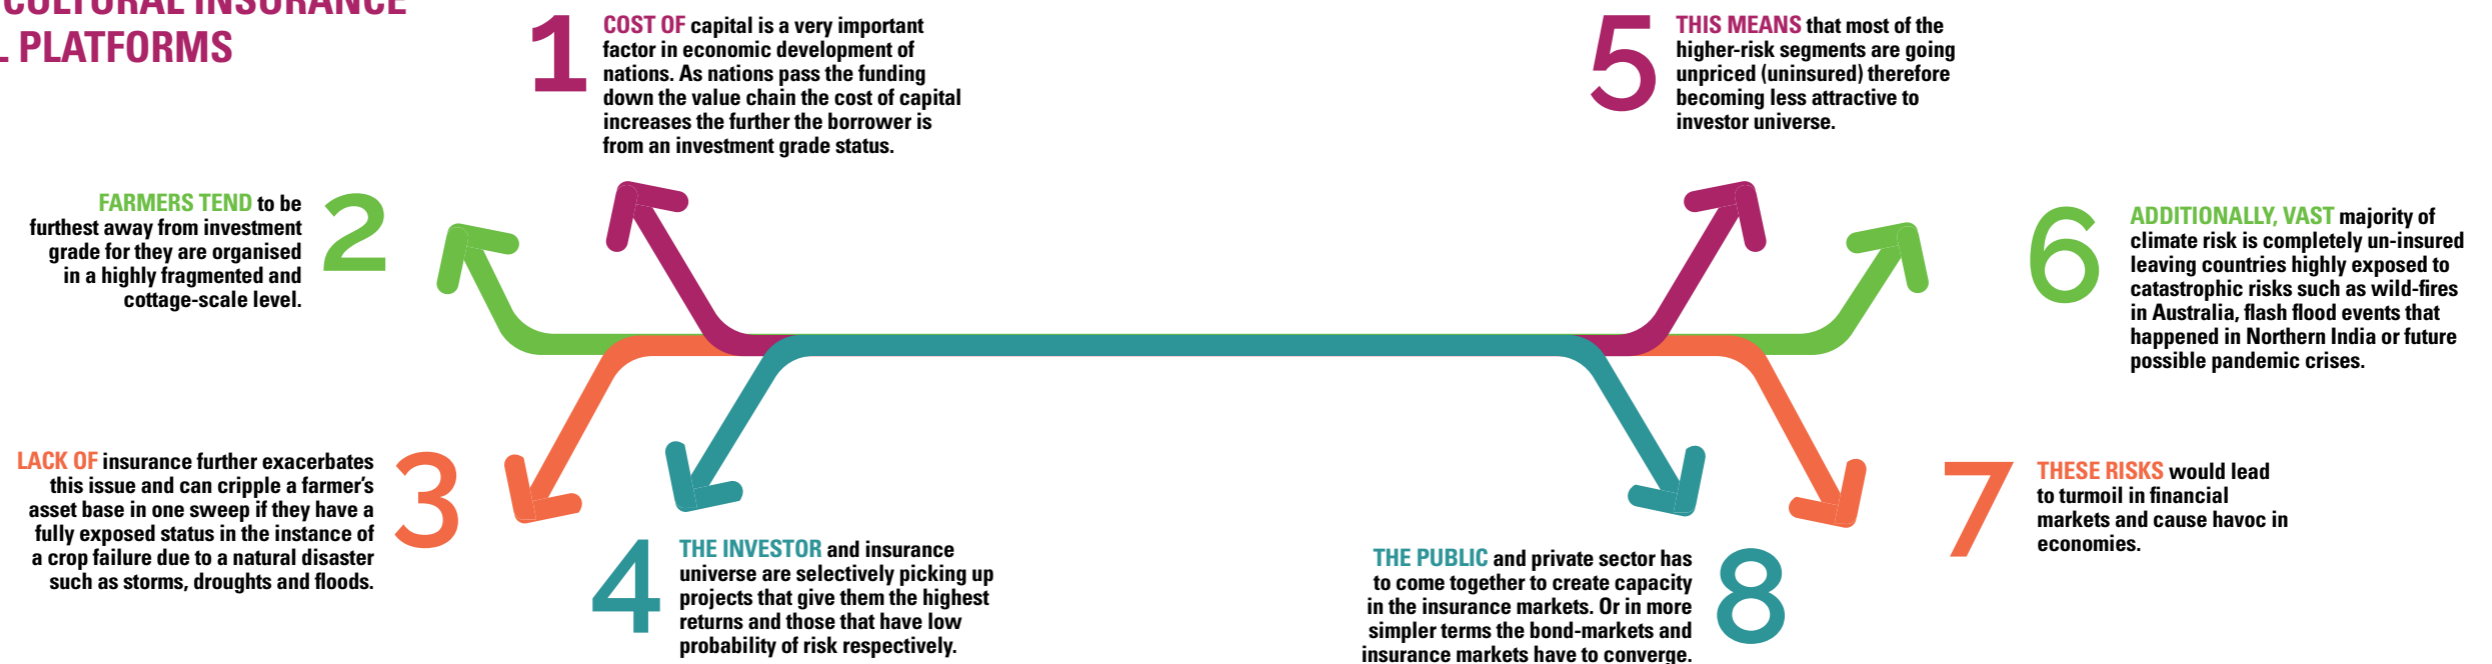 CULTURAL INSURANCE
PLATFORMS
1
COST OF capital is a very important
factor in economic development of
nations. As nations pass the funding
down the value chain the cost of capital
increases the further the borrower is
from an investment grade status.
2
FARMERS TEND to be
furthest away from investment
grade for they are organised
in a highly fragmented and
cottage-scale level.
3
LACK OF insurance further exacerbates
this issue and can cripple a farmer's
asset base in one sweep if they have a
fully exposed status in the instance of
a crop failure due to a natural disaster
such as storms, droughts and floods.
4
THE INVESTOR and insurance
universe are selectively picking up
projects that give them the highest
returns and those that have low
probability of risk respectively.
5
THIS MEANS that most of the
higher-risk segments are going
unpriced (uninsured) therefore
becoming less attractive to
investor universe.
6
ADDITIONALLY, VAST majority of
climate risk is completely un-insured
leaving countries highly exposed to
catastrophic risks such as wild-fires
in Australia, flash flood events that
happened in Northern India or future
possible pandemic crises.
7
THESE RISKS would lead
to turmoil in financial
markets and cause havoc in
economies.
8
THE PUBLIC and private sector has
to come together to create capacity
in the insurance markets. Or in more
simpler terms the bond-markets and
insurance markets have to converge.